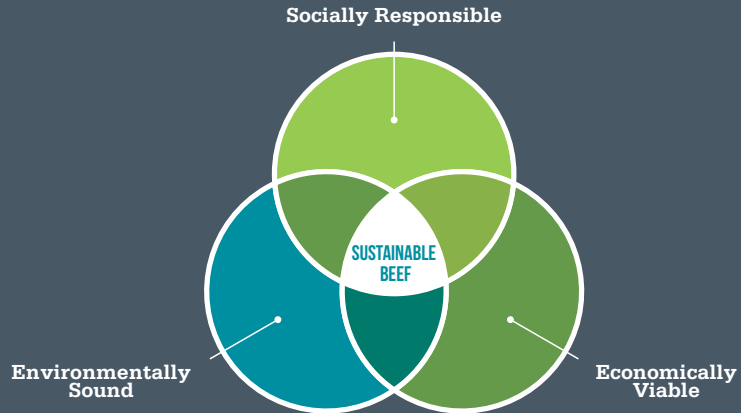 Socially Responsible
SUSTAINABLE
BEEF
Environmentally
Sound
Economically
Viable